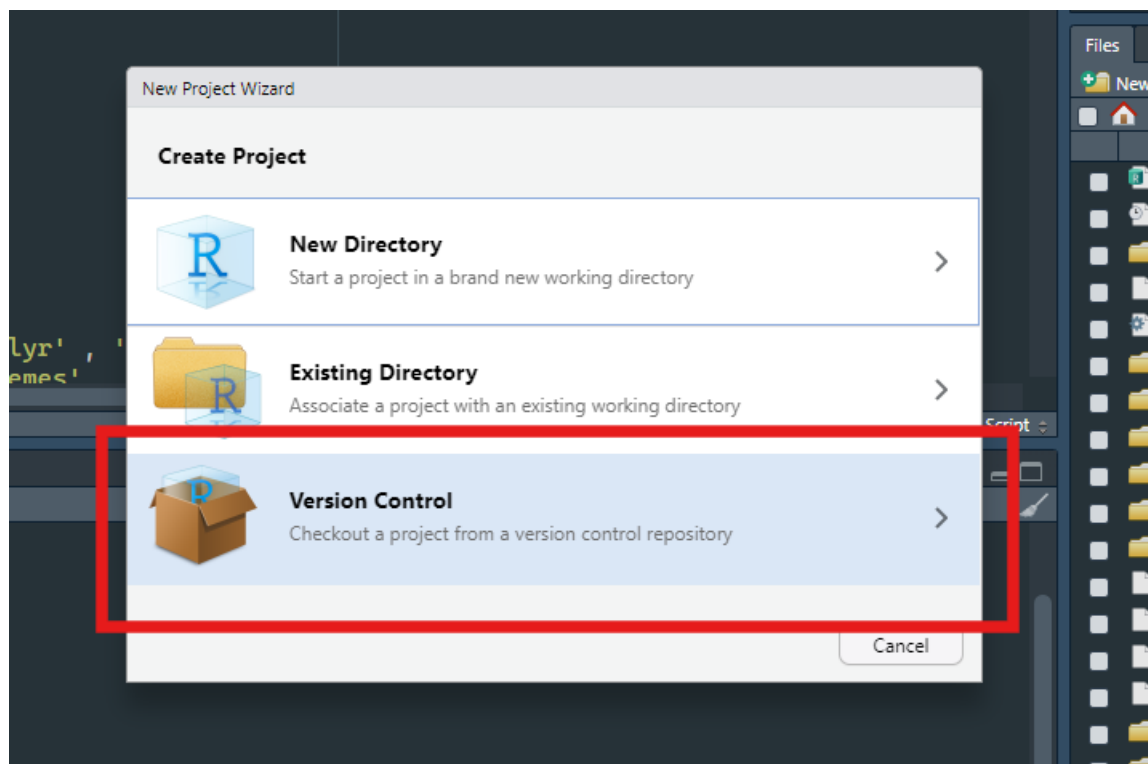 Files
New Project Wizard
New
Create Project
New Directory
Start a project in a brand new working directory
lyr' , '
emes'
Existing Directory
Associate a project with an existing working directory
Script
Version Control
Checkout a project from a version control repository
Cancel